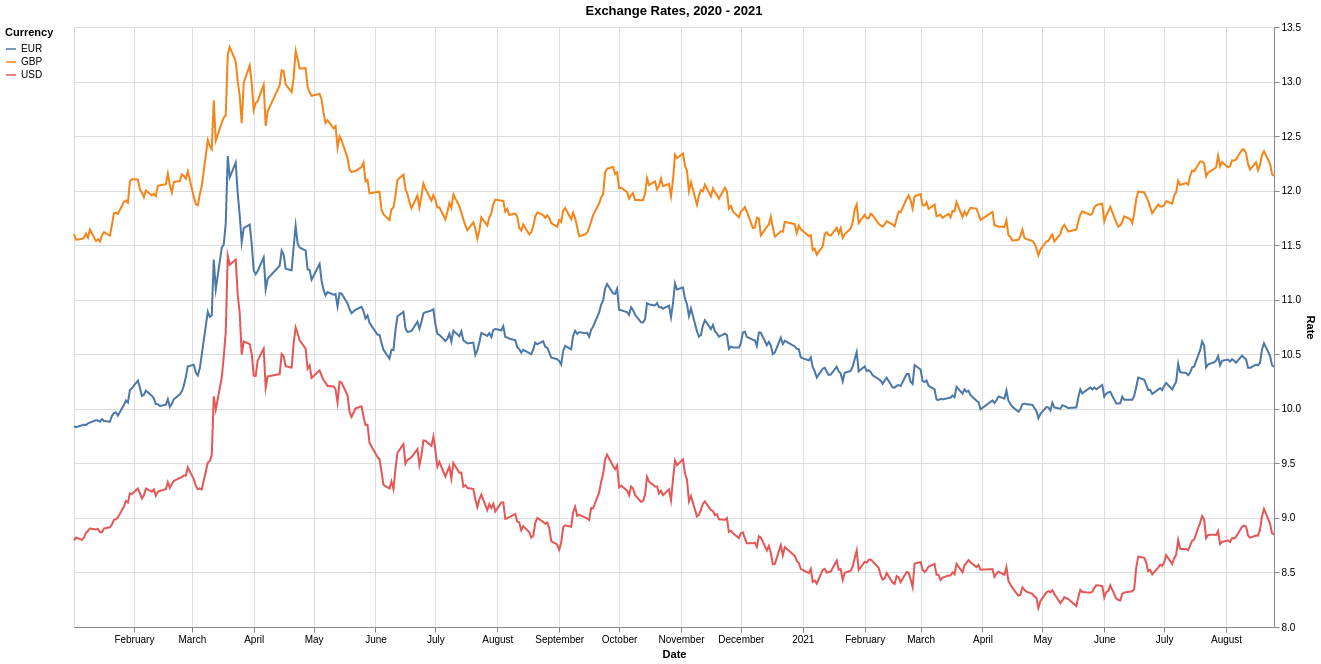 Exchange Rates, 2020 - 2021
Currency
EUR
GBP
USD
13.5
13.0
12.5
12.0
11.5
11.0
10.5
10.0
9.5
9.0
8.5
8.0
Rate
February March April May June July August September October November December 2021 February March April May June July August
Date